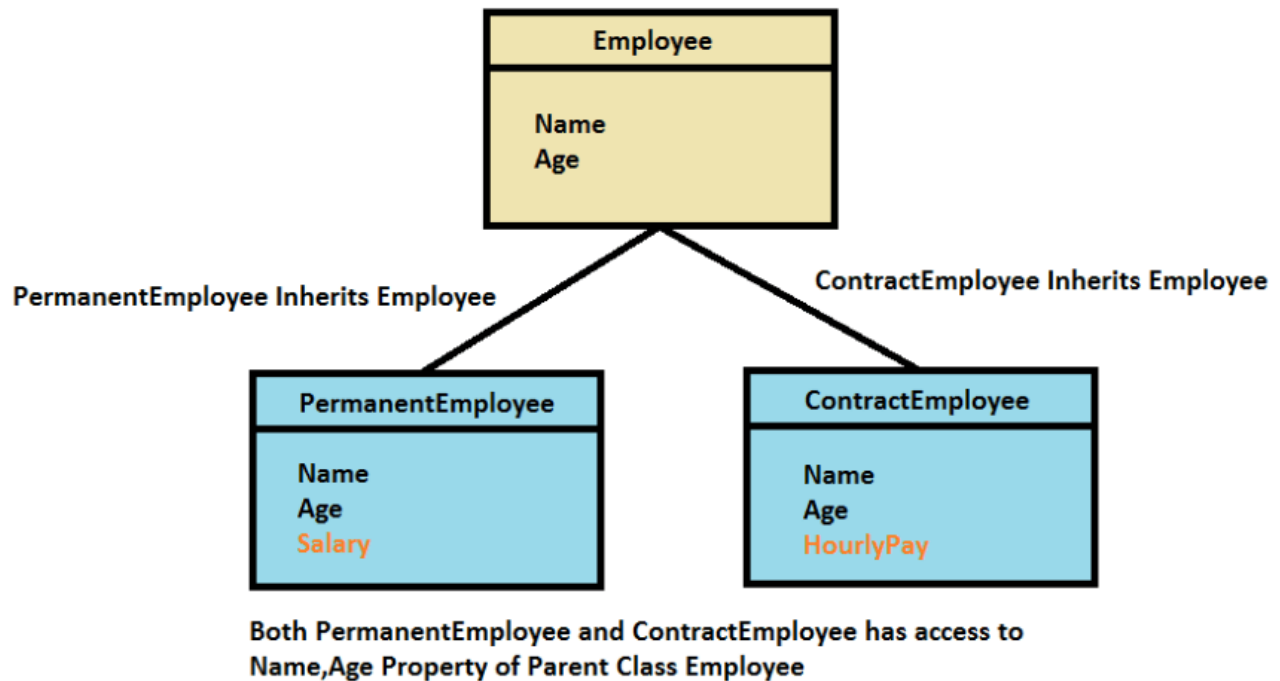 Employee
Name
Age
PermanentEmployee Inherits Employee
ContractEmployee Inherits Employee
PermanentEmployee
Name
Age
Salary
ContractEmployee
Name
Age
HourlyPay
Both PermanentEmployee and ContractEmployee has access to
Name,Age Property of Parent Class Employee